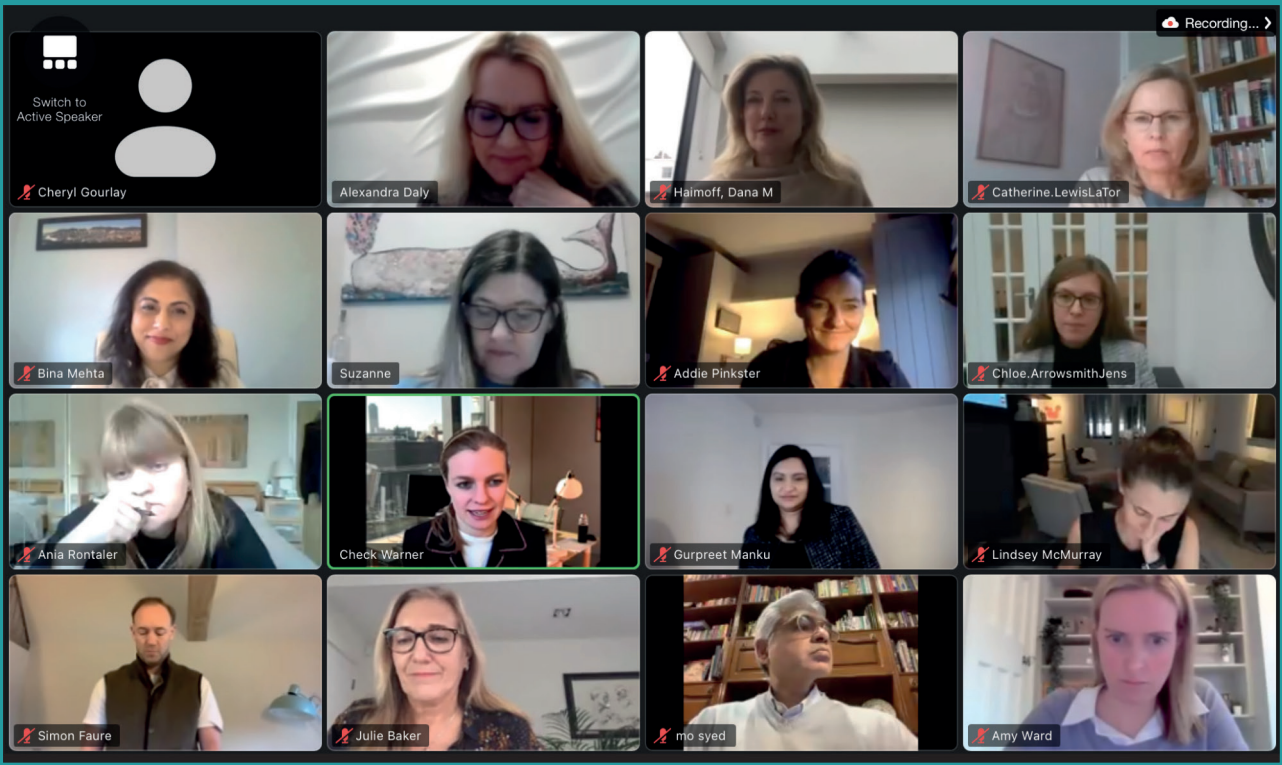 Recording...
Switch to
Active Speaker
Cheryl Gourlay
Alexandra Daly
Haimoff, Dana M
Catherine.LewisLaTor
Bina Mehta
Suzanne
Addie Pinkster
Chloe.ArrowsmithJens
Ania Rontaler
Check Warner
Gurpreet Manku
Lindsey McMurray
Simon Faure
Julie Baker
mo syed
Amy Ward